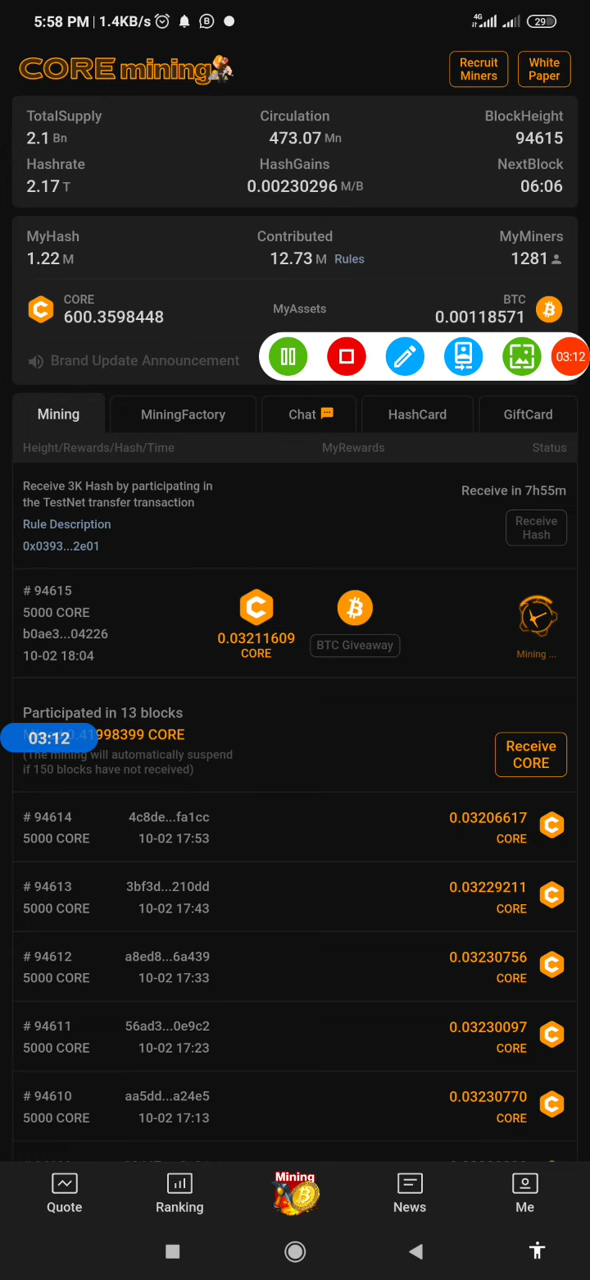 5:58 PM | 1.4KB/s
4G
29
CORE mining
Recruit Miners
White Paper
TotalSupply Circulation BlockHeight
2.1 Bn 473.07 Mn 94615
Hashrate HashGains NextBlock
2.17 T 0.00230296 M/B 06:06
MyHash Contributed MyMiners
1.22 M 12.73 M Rules 1281
CORE BTC
600.3598448 MyAssets 0.00118571
Brand Update Announcement
03:12
Mining MiningFactory Chat HashCard GiftCard
Height/Rewards/Hash/Time MyRewards Status
Receive 3K Hash by participating in
the TestNet transfer transaction
Receive in 7h55m
Rule Description
0x0393...2e01
Receive
Hash
# 94615
5000 CORE
b0ae3...04226
10-02 18:04
0.03211609
CORE
BTC Giveaway
Mining ...
Participated in 13 blocks
03:12
.41998399 CORE
(The mining will automatically suspend
if 150 blocks have not received)
Receive
CORE
# 94614 4c8de...fa1cc 0.03206617
5000 CORE 10-02 17:53 CORE
# 94613 3bf3d...210dd 0.03229211
5000 CORE 10-02 17:43 CORE
# 94612 a8ed8...6a439 0.03230756
5000 CORE 10-02 17:33 CORE
# 94611 56ad3...0e9c2 0.03230097
5000 CORE 10-02 17:23 CORE
# 94610 aa5dd...a24e5 0.03230770
5000 CORE 10-02 17:13 CORE
Mining
Quote Ranking News Me